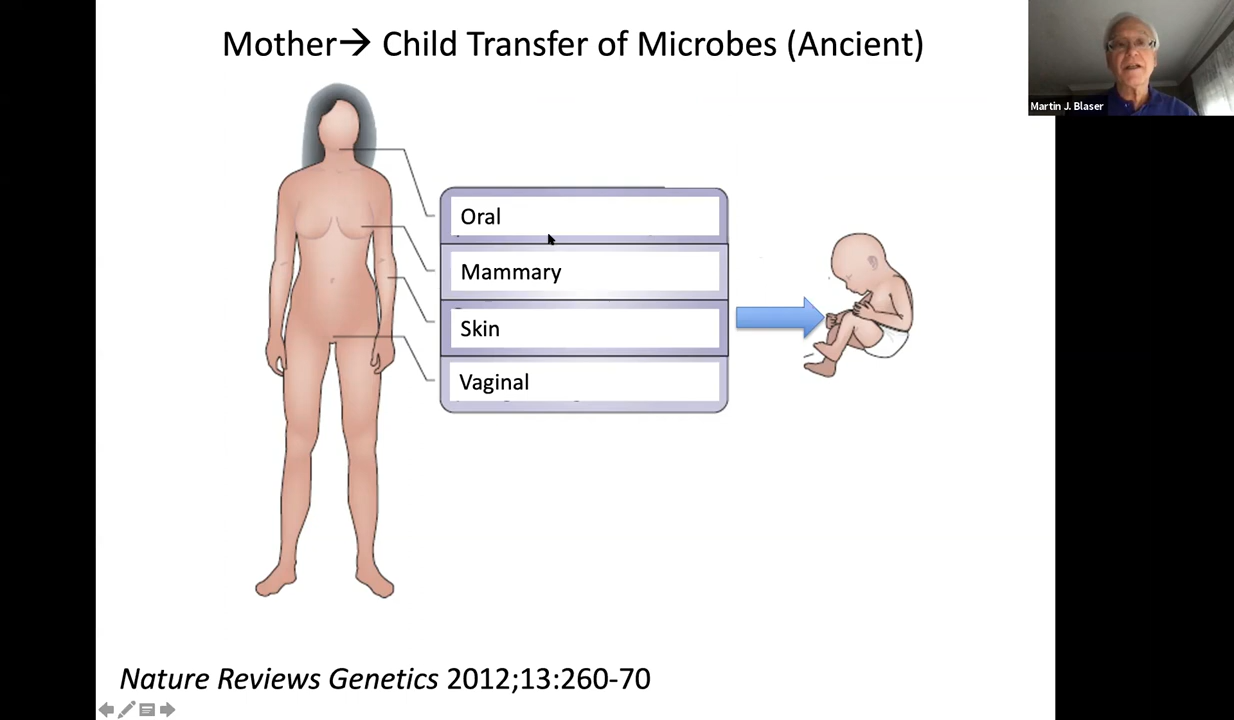 Mother→ Child Transfer of Microbes (Ancient)
Martin J. Blaser
Oral
Mammary
Skin
Vaginal
Nature Reviews Genetics 2012;13:260-70